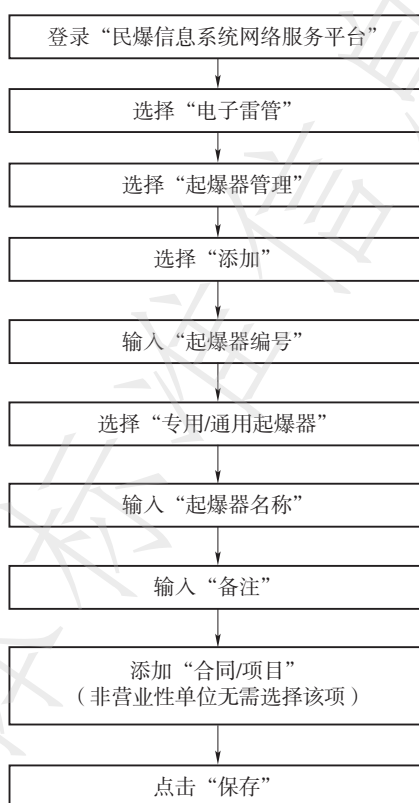 登录“民爆信息系统网络服务平台”
选择“电子雷管”
选择“起爆器管理”
选择“添加”
输入“起爆器编号”
选择“专用/通用起爆器”
输入“起爆器名称”
输入“备注”
添加“合同/项目”
（非营业性单位无需选择该项）
点击“保存”